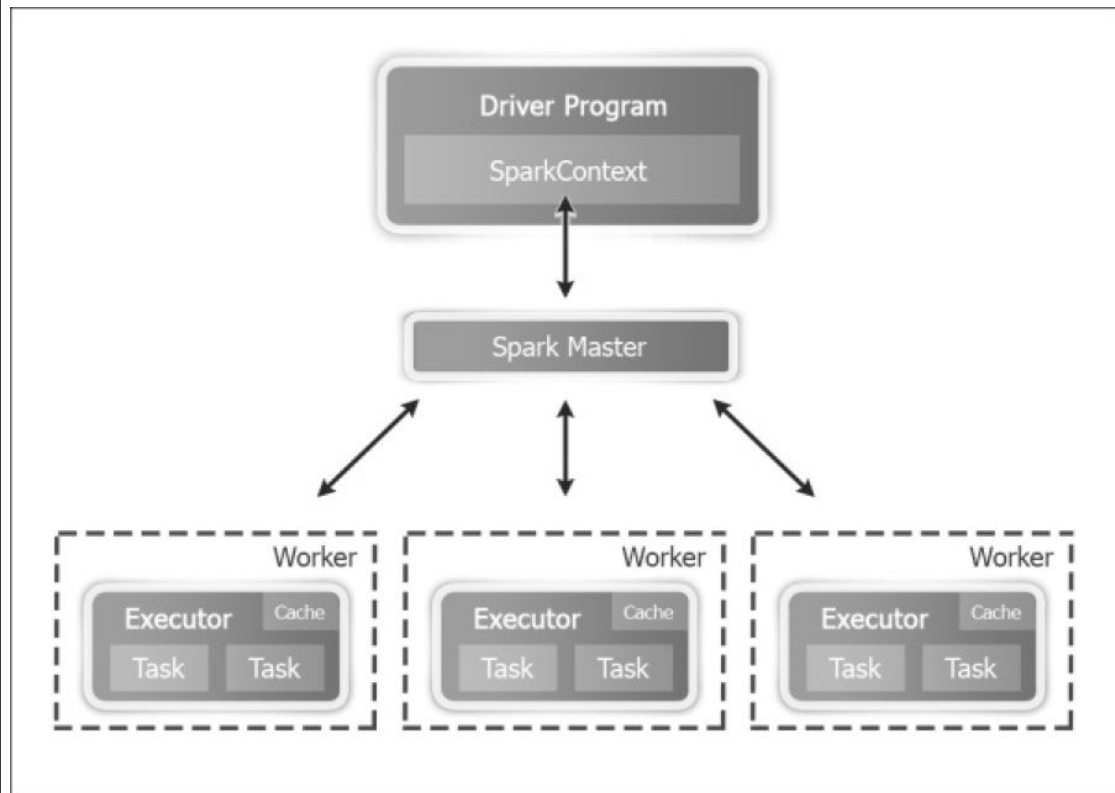 Driver Program
SparkContext
Spark Master
Worker
Executor Cache
Task Task
Worker
Executor Cache
Task Task
Worker
Executor Cache
Task Task